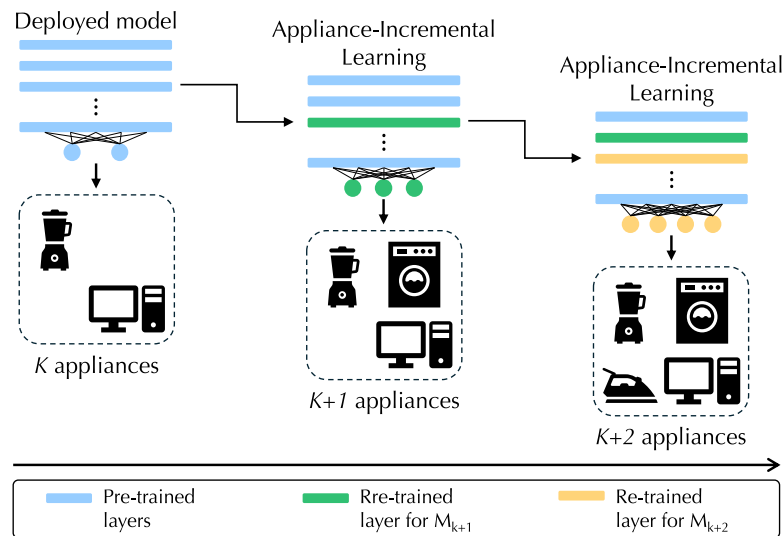 Deployed model
Appliance-Incremental
Learning
Appliance-Incremental
Learning
K appliances
K+1 appliances
K+2 appliances
Pre-trained
layers
Rre-trained
layer for Mk+1
Re-trained
layer for Mk+2